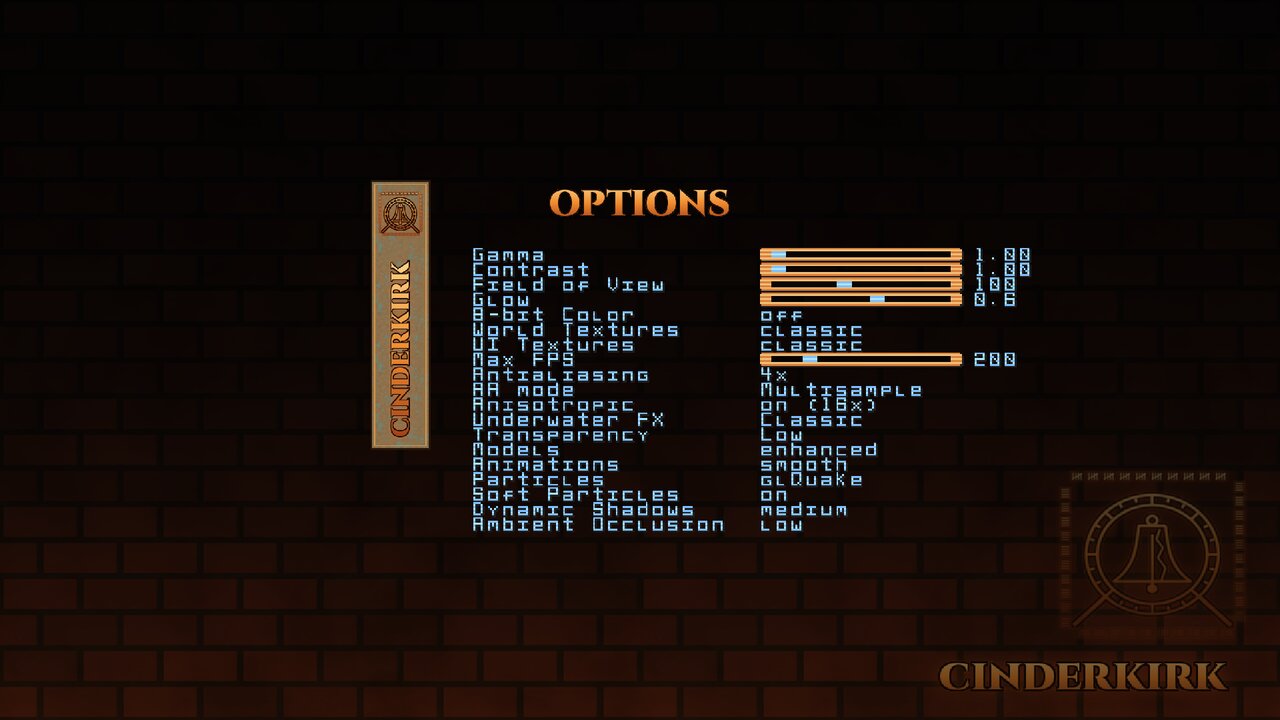 OPTIONS
CINDERKIRK
Gamma 1.00
Contrast 1.00
Field of View 100
Glow 0.6
8-bit Color off
World Textures classic
UI Textures classic
Max FPS 200
Antialiasing 4x
AA mode Multisample
Anisotropic on (16x)
Underwater FX Classic
Transparency Low
Models enhanced
Animations smooth
Particles GLQuake
Soft Particles on
Dynamic Shadows medium
Ambient Occlusion low
CINDERKIRK